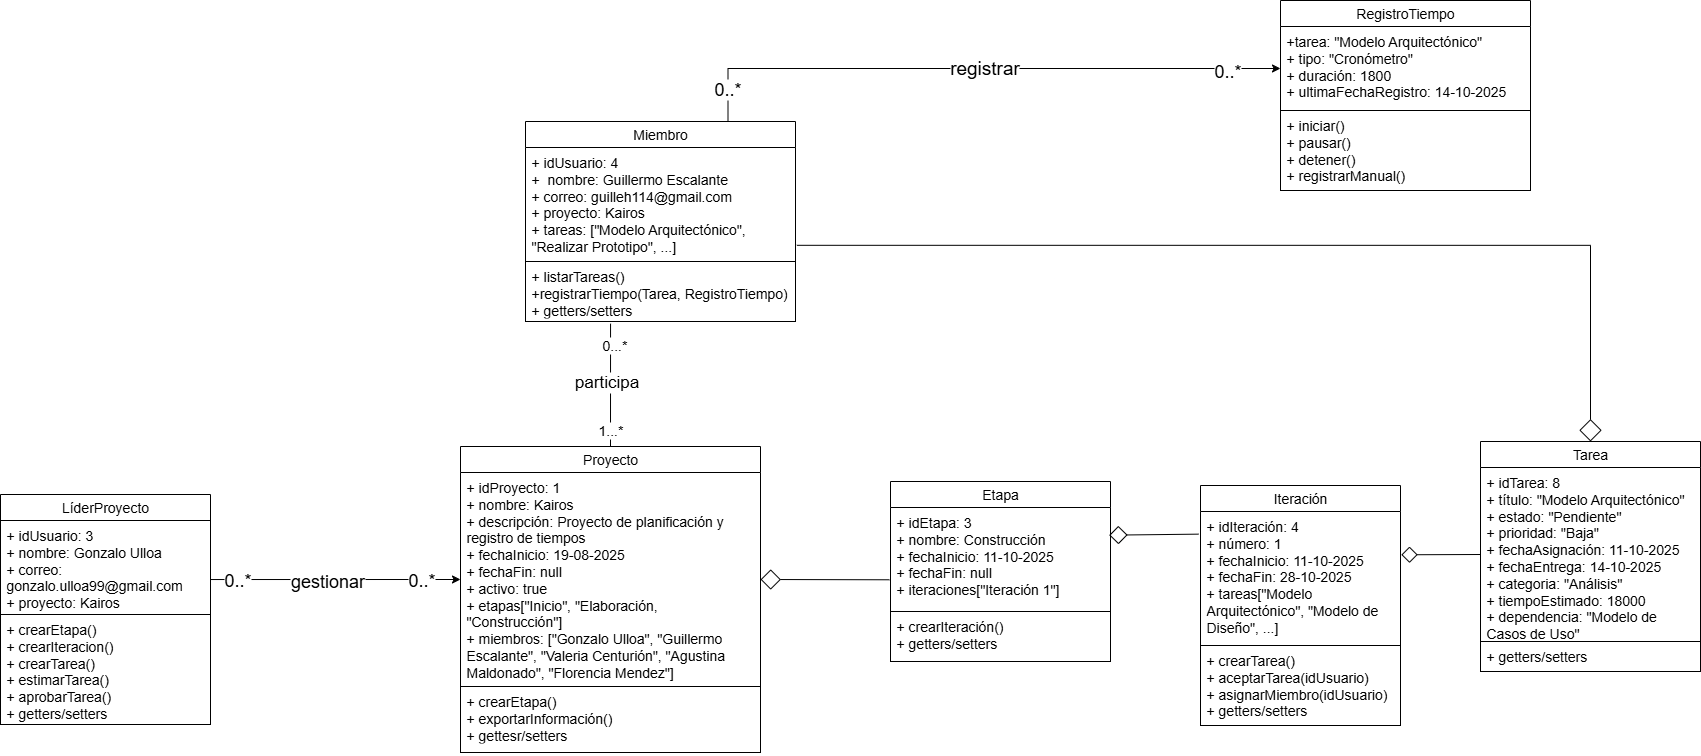 RegistroTiempo
+tarea: "Modelo Arquitectónico"
+ tipo: "Cronómetro"
+ duración: 1800
+ ultimaFechaRegistro: 14-10-2025
+ iniciar()
+ pausar()
+ detener()
+ registrarManual()
registrar
0..*
0..*
Miembro
+ idUsuario: 4
+  nombre: Guillermo Escalante
+ correo: guilleh114@gmail.com
+ proyecto: Kairos
+ tareas: ["Modelo Arquitectónico",
"Realizar Prototipo", ...]
+ listarTareas()
+registrarTiempo(Tarea, RegistroTiempo)
+ getters/setters
0...*
participa
1...*
LíderProyecto
+ idUsuario: 3
+ nombre: Gonzalo Ulloa
+ correo:
gonzalo.ulloa99@gmail.com
+ proyecto: Kairos
+ crearEtapa()
+ crearIteracion()
+ crearTarea()
+ estimarTarea()
+ aprobarTarea()
+ getters/setters
0..*
gestionar
0..*
Proyecto
+ idProyecto: 1
+ nombre: Kairos
+ descripción: Proyecto de planificación y
registro de tiempos
+ fechaInicio: 19-08-2025
+ fechaFin: null
+ activo: true
+ etapas["Inicio", "Elaboración,
"Construcción"]
+ miembros: ["Gonzalo Ulloa", "Guillermo
Escalante", "Valeria Centurión", "Agustina
Maldonado", "Florencia Mendez"]
+ crearEtapa()
+ exportarInformación()
+ gettesr/setters
Etapa
+ idEtapa: 3
+ nombre: Construcción
+ fechaInicio: 11-10-2025
+ fechaFin: null
+ iteraciones["Iteración 1"]
+ crearIteración()
+ getters/setters
Iteración
+ idIteración: 4
+ número: 1
+ fechaInicio: 11-10-2025
+ fechaFin: 28-10-2025
+ tareas["Modelo
Arquitectónico", "Modelo de
Diseño", ...]
+ crearTarea()
+ aceptarTarea(idUsuario)
+ asignarMiembro(idUsuario)
+ getters/setters
Tarea
+ idTarea: 8
+ título: "Modelo Arquitectónico"
+ estado: "Pendiente"
+ prioridad: "Baja"
+ fechaAsignación: 11-10-2025
+ fechaEntrega: 14-10-2025
+ categoria: "Análisis"
+ tiempoEstimado: 18000
+ dependencia: "Modelo de
Casos de Uso"
+ getters/setters